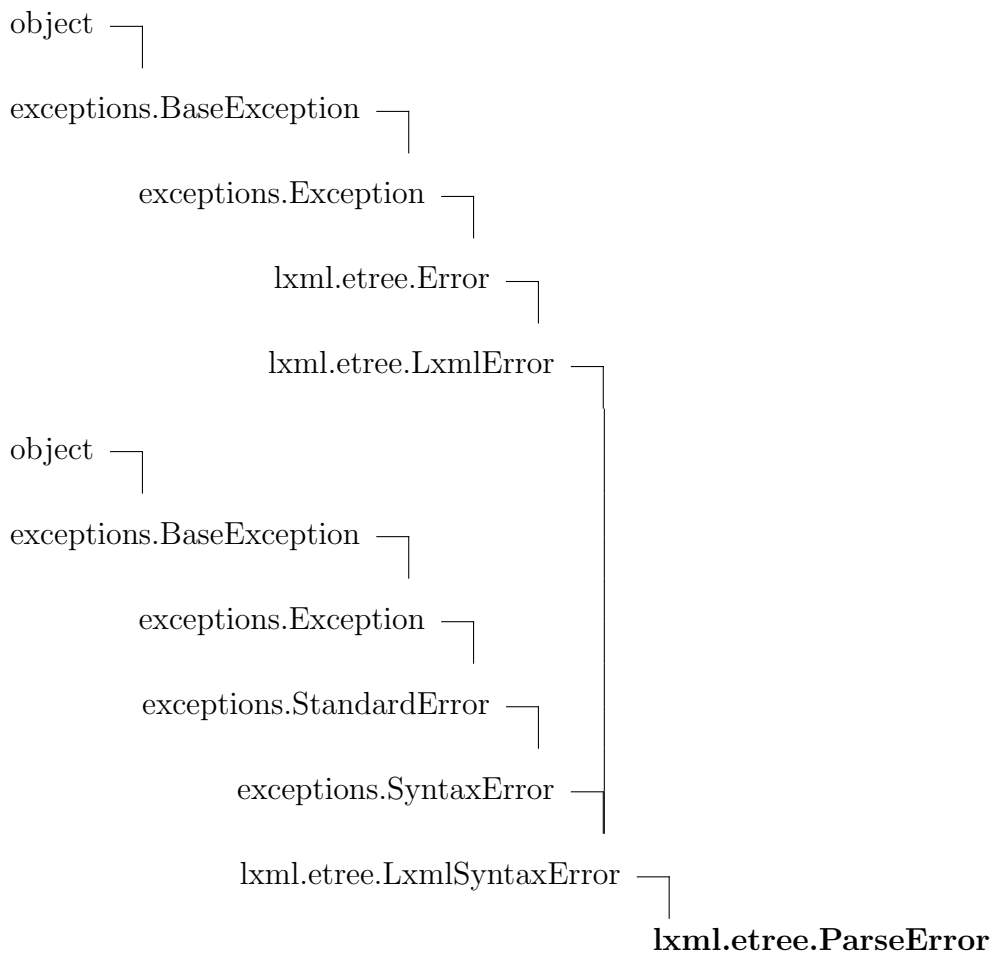 object
exceptions.BaseException
exceptions.Exception
lxml.etree.Error
lxml.etree.LxmlError
object
exceptions.BaseException
exceptions.Exception
exceptions.StandardError
exceptions.SyntaxError
lxml.etree.LxmlSyntaxError
lxml.etree.ParseError